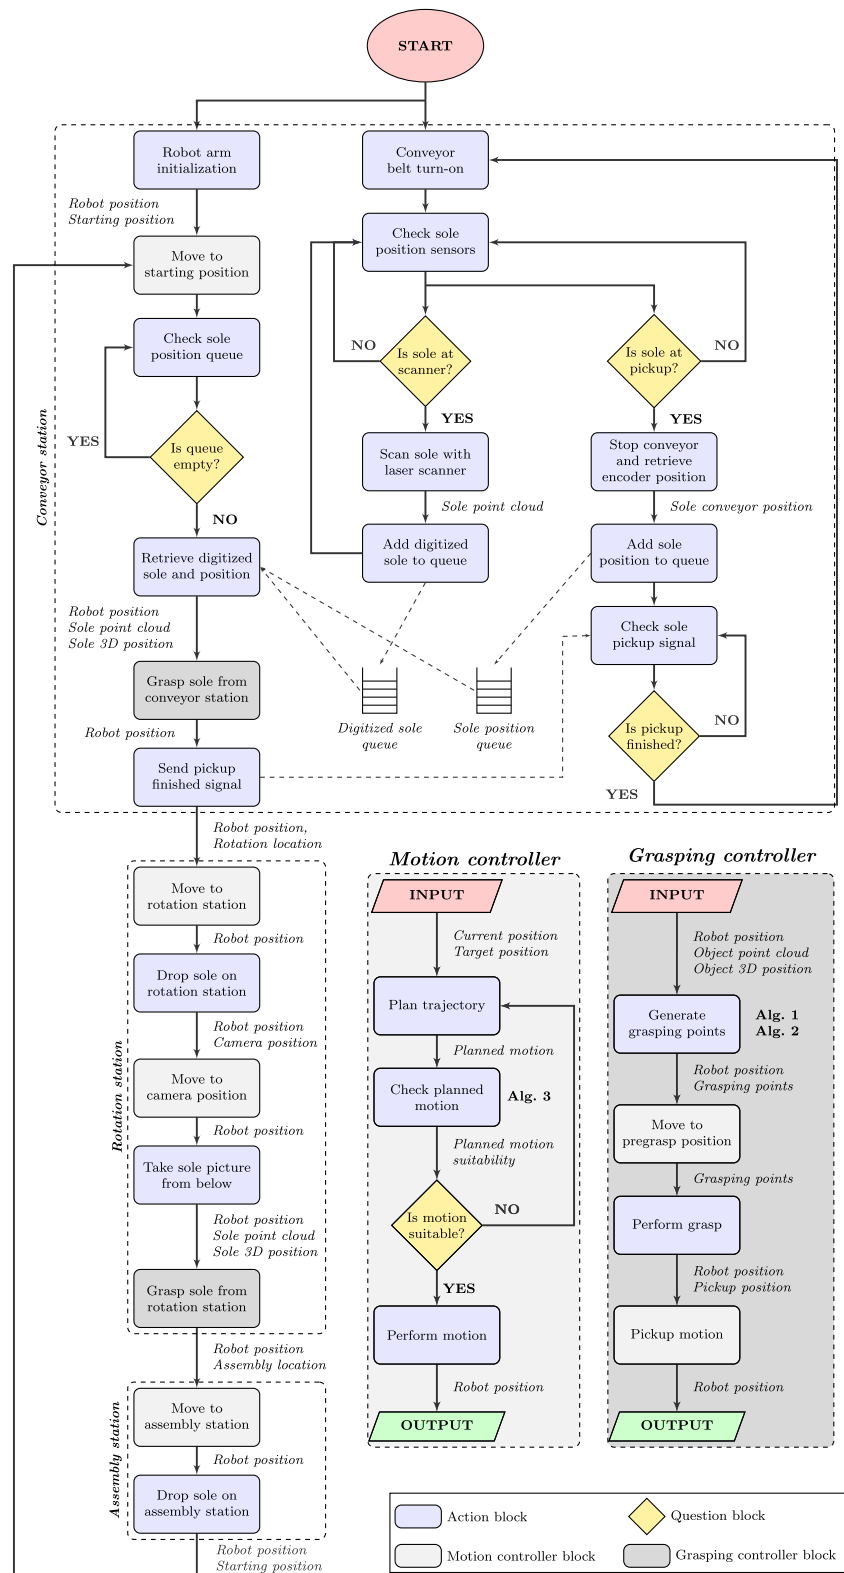 START
Robot arm
initialization
Conveyor
belt turn-on
Robot position
Starting position
Check sole
position sensors
Move to
starting position
Check sole
position queue
NO
Is sole at
scanner?
Is sole at
pickup?
NO
YES
YES
YES
Is queue
empty?
Scan sole with
laser scanner
Stop conveyor
and retrieve
encoder position
Conveyor station
NO
Sole point cloud
Sole conveyor position
Retrieve digitized
sole and position
Add digitized
sole to queue
Add sole
position to queue
Robot position
Sole point cloud
Sole 3D position
Check sole
pickup signal
Grasp sole from
conveyor station
Digitized sole
queue
Sole position
queue
Robot position
Is pickup
finished?
NO
Send pickup
finished signal
YES
Robot position,
Rotation location
Move to
rotation station
Robot position
Drop sole on
rotation station
Robot position
Camera position
Move to
camera position
Rotation station
Robot position
Take sole picture
from below
Robot position
Sole point cloud
Sole 3D position
Grasp sole from
rotation station
Robot position
Assembly location
Move to
assembly station
Assembly station
Robot position
Drop sole on
assembly station
Robot position
Starting position
Motion controller
INPUT
Current position
Target position
Plan trajectory
Planned motion
Check planned
motion
Alg. 3
Planned motion
suitability
Is motion
suitable?
NO
YES
Perform motion
Robot position
OUTPUT
Grasping controller
INPUT
Robot position
Object point cloud
Object 3D position
Generate
grasping points
Alg. 1
Alg. 2
Robot position
Grasping points
Move to
pregrasp position
Grasping points
Perform grasp
Robot position
Pickup position
Pickup motion
Robot position
OUTPUT
Action block
Question block
Motion controller block
Grasping controller block